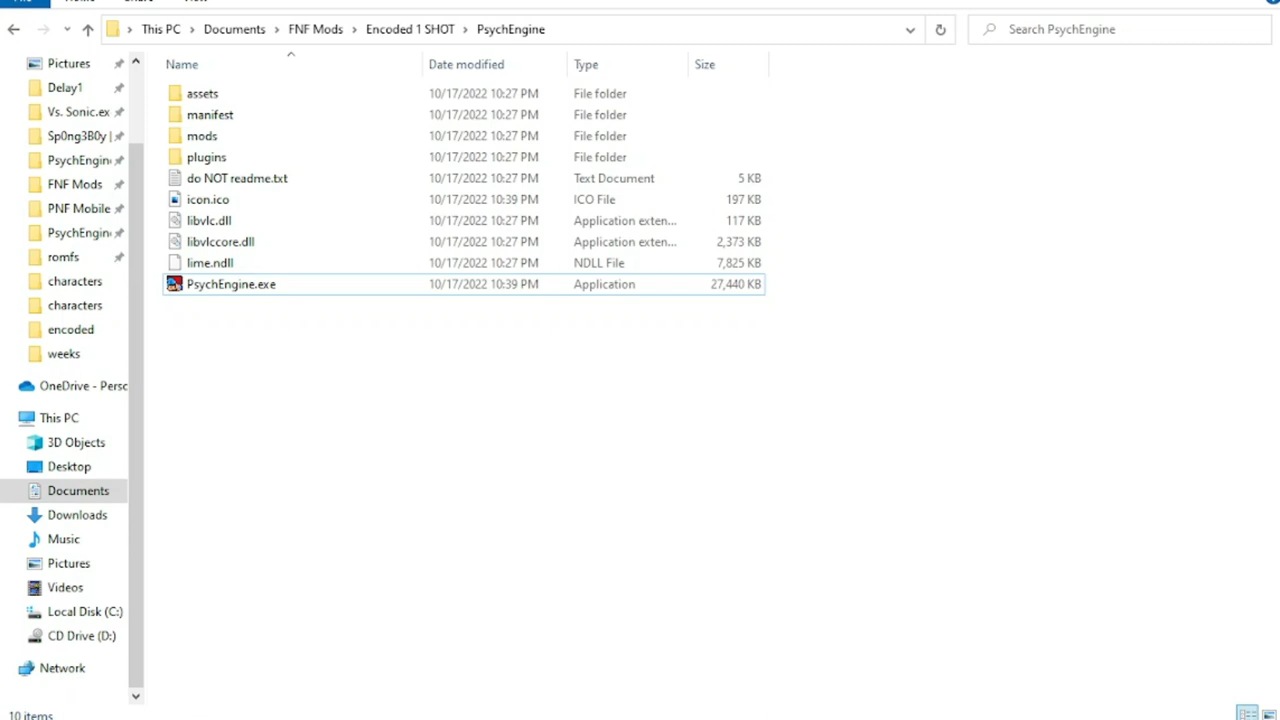 This PC > Documents > FNF Mods > Encoded 1 SHOT > PsychEngine
Search PsychEngine
Name Date modified Type Size
assets 10/17/2022 10:27 PM File folder
manifest 10/17/2022 10:27 PM File folder
mods 10/17/2022 10:27 PM File folder
plugins 10/17/2022 10:27 PM File folder
do NOT readme.txt 10/17/2022 10:27 PM Text Document 5 KB
icon.ico 10/17/2022 10:39 PM ICO File 197 KB
libvlc.dll 10/17/2022 10:27 PM Application exten... 117 KB
libvlccore.dll 10/17/2022 10:27 PM Application exten... 2,373 KB
lime.ndll 10/17/2022 10:27 PM NDLL File 7,825 KB
PsychEngine.exe 10/17/2022 10:39 PM Application 27,440 KB
Pictures
Delay1
Vs. Sonic.ex
Sp0ng3B0y |
PsychEngin
FNF Mods
PNF Mobile
PsychEngin
romfs
characters
characters
encoded
weeks
OneDrive - Perso
This PC
3D Objects
Desktop
Documents
Downloads
Music
Pictures
Videos
Local Disk (C:)
CD Drive (D:)
Network
10 items